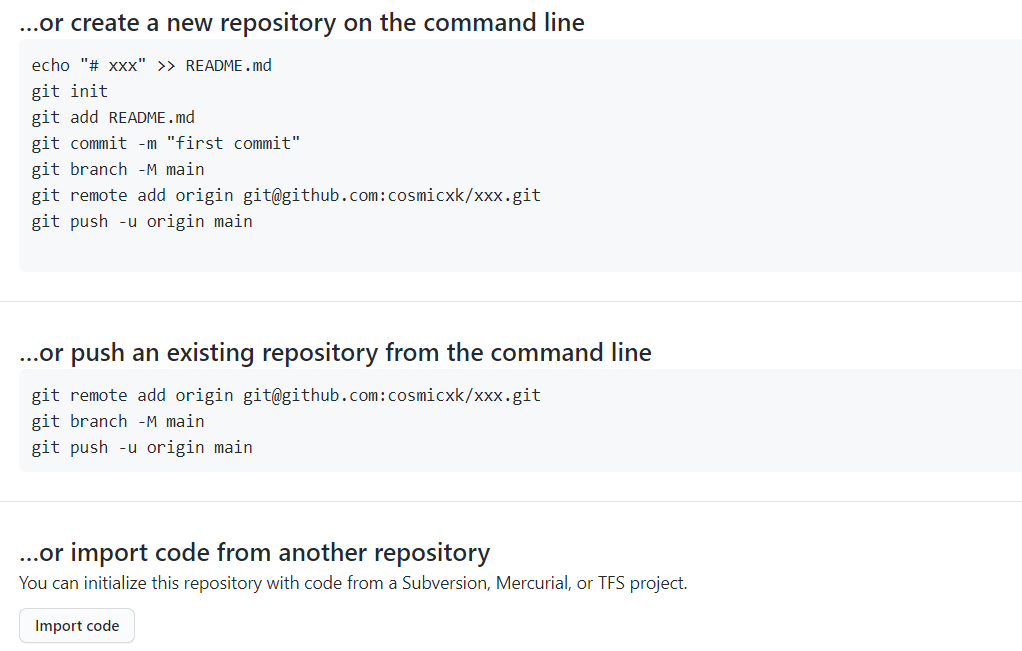 ...or create a new repository on the command line
echo "# xxx" >> README.md
git init
git add README.md
git commit -m "first commit"
git branch -M main
git remote add origin git@github.com:cosmicxk/xxx.git
git push -u origin main
...or push an existing repository from the command line
git remote add origin git@github.com:cosmicxk/xxx.git
git branch -M main
git push -u origin main
...or import code from another repository
You can initialize this repository with code from a Subversion, Mercurial, or TFS project.
Import code